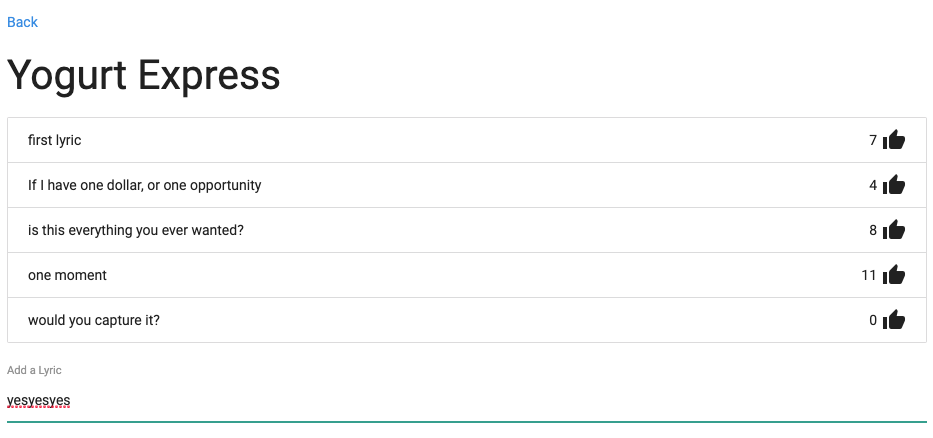 Back
Yogurt Express
first lyric 7
If I have one dollar, or one opportunity 4
is this everything you ever wanted? 8
one moment 11
would you capture it? 0
Add a Lyric
yesyesyes